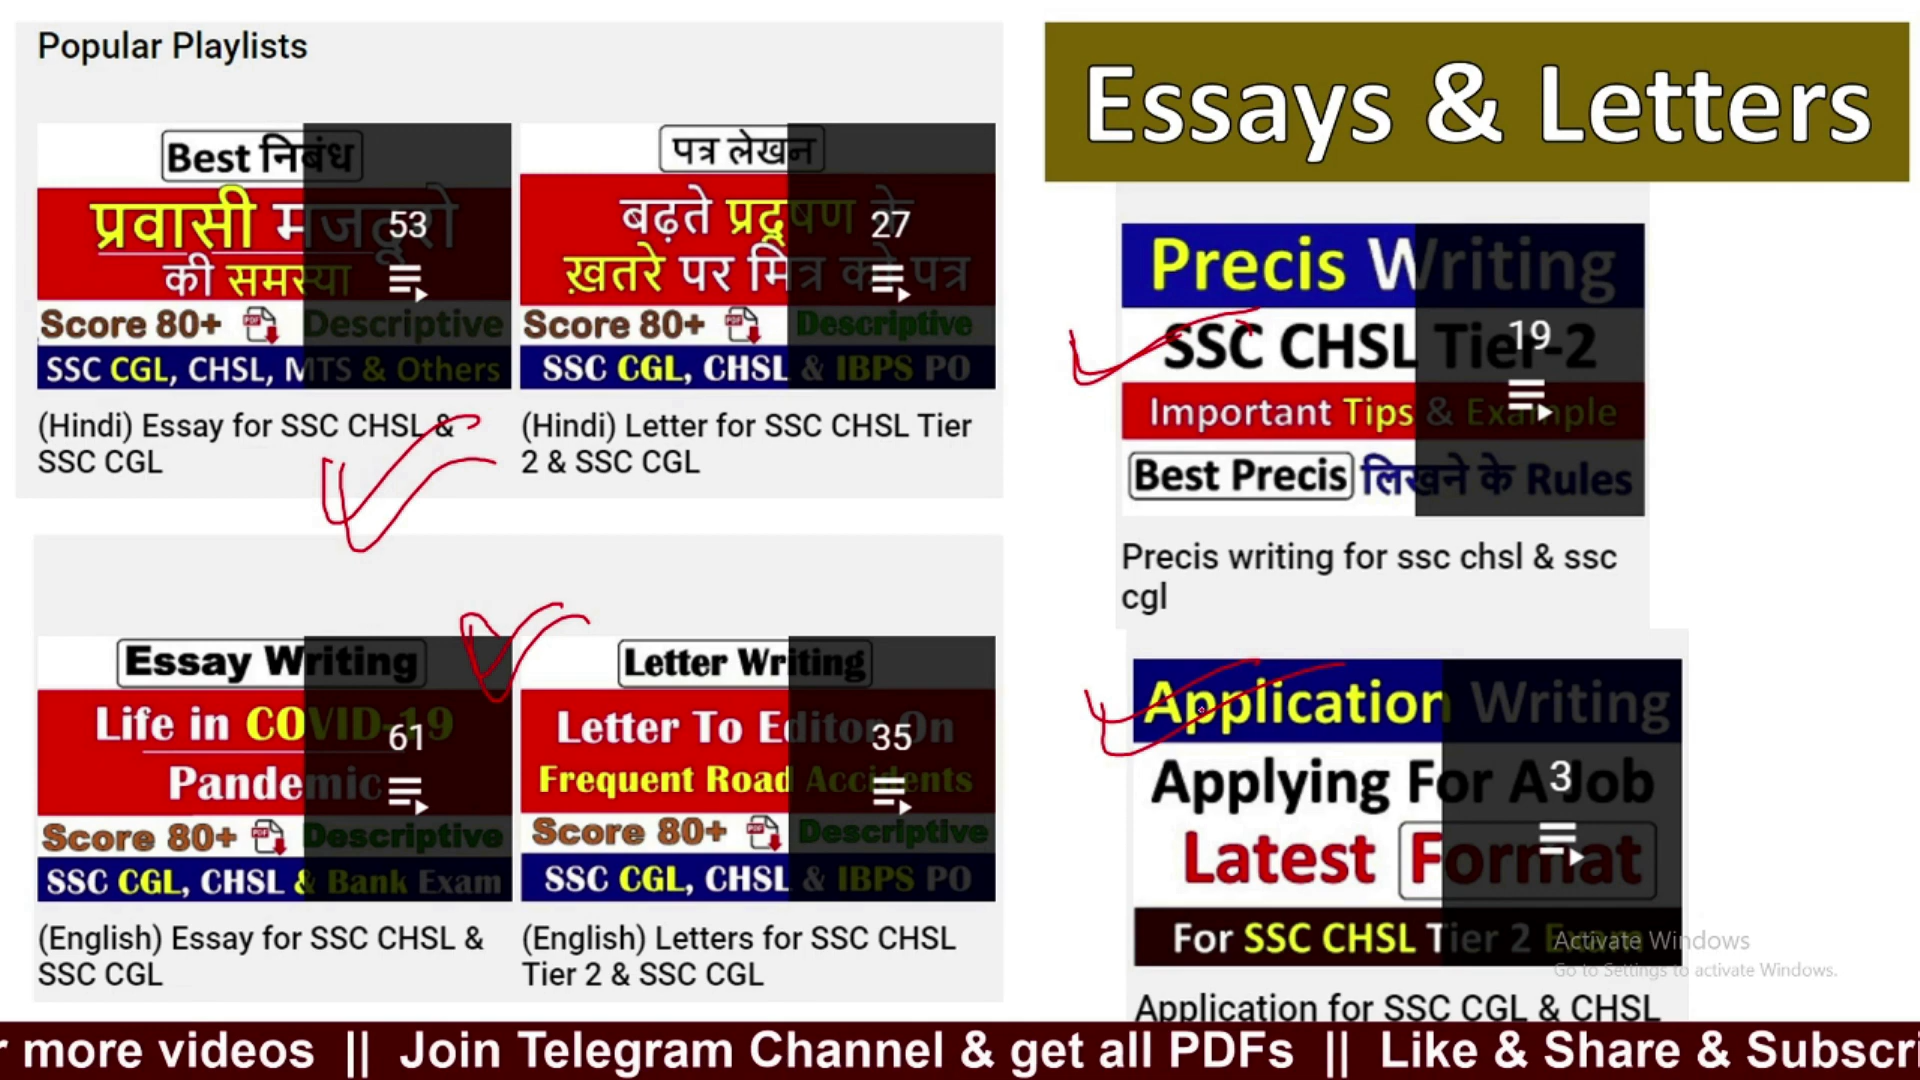 Popular Playlists
Essays & Letters
Best निबंध
प्रवासी मजदूरो
की समस्या
Score 80+ PDF Descriptive
SSC CGL, CHSL, MTS & Others
53
(Hindi) Essay for SSC CHSL &
SSC CGL
पत्र लेखन
बढ़ते प्रदूषण के
ख़तरे पर मित्र को पत्र
Score 80+ PDF Descriptive
SSC CGL, CHSL & IBPS PO
27
(Hindi) Letter for SSC CHSL Tier
2 & SSC CGL
Essay Writing
Life in COVID-19
Pandemic
Score 80+ PDF Descriptive
SSC CGL, CHSL & Bank Exam
61
(English) Essay for SSC CHSL &
SSC CGL
Letter Writing
Letter To Editor On
Frequent Road Accidents
Score 80+ PDF Descriptive
SSC CGL, CHSL & IBPS PO
35
(English) Letters for SSC CHSL
Tier 2 & SSC CGL
Precis Writing
SSC CHSL Tier-2
Important Tips & Example
Best Precis लिखने के Rules
19
Precis writing for ssc chsl & ssc
cgl
Application Writing
Applying For A Job
Latest Format
For SSC CHSL Tier 2 Exam
3
Application for SSC CGL & CHSL
Activate Windows
Go to Settings to activate Windows.
r more videos || Join Telegram Channel & get all PDFs || Like & Share & Subscri